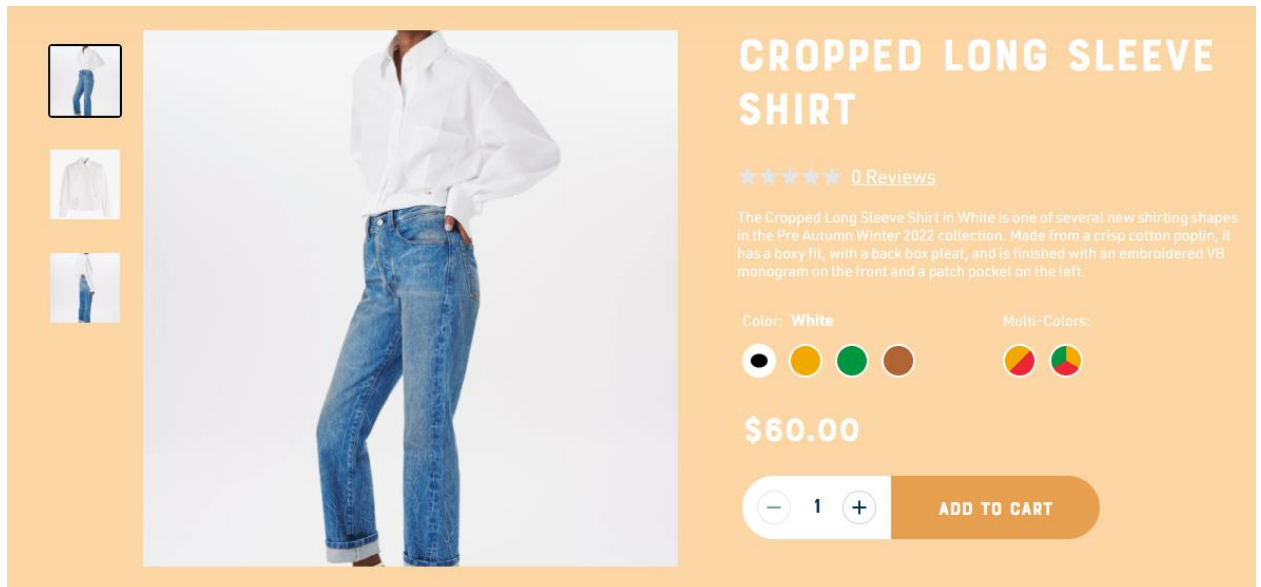 CROPPED LONG SLEEVE
SHIRT
0 Reviews
The Cropped Long Sleeve Shirt in White is one of several new shirting shapes
in the Pre Autumn Winter 2022 collection. Made from a crisp cotton poplin, it
has a boxy fit, with a back box pleat, and is finished with an embroidered VB
monogram on the front and a patch pocket on the left.
Color: White
Multi-Colors:
$60.00
− 1 +
ADD TO CART